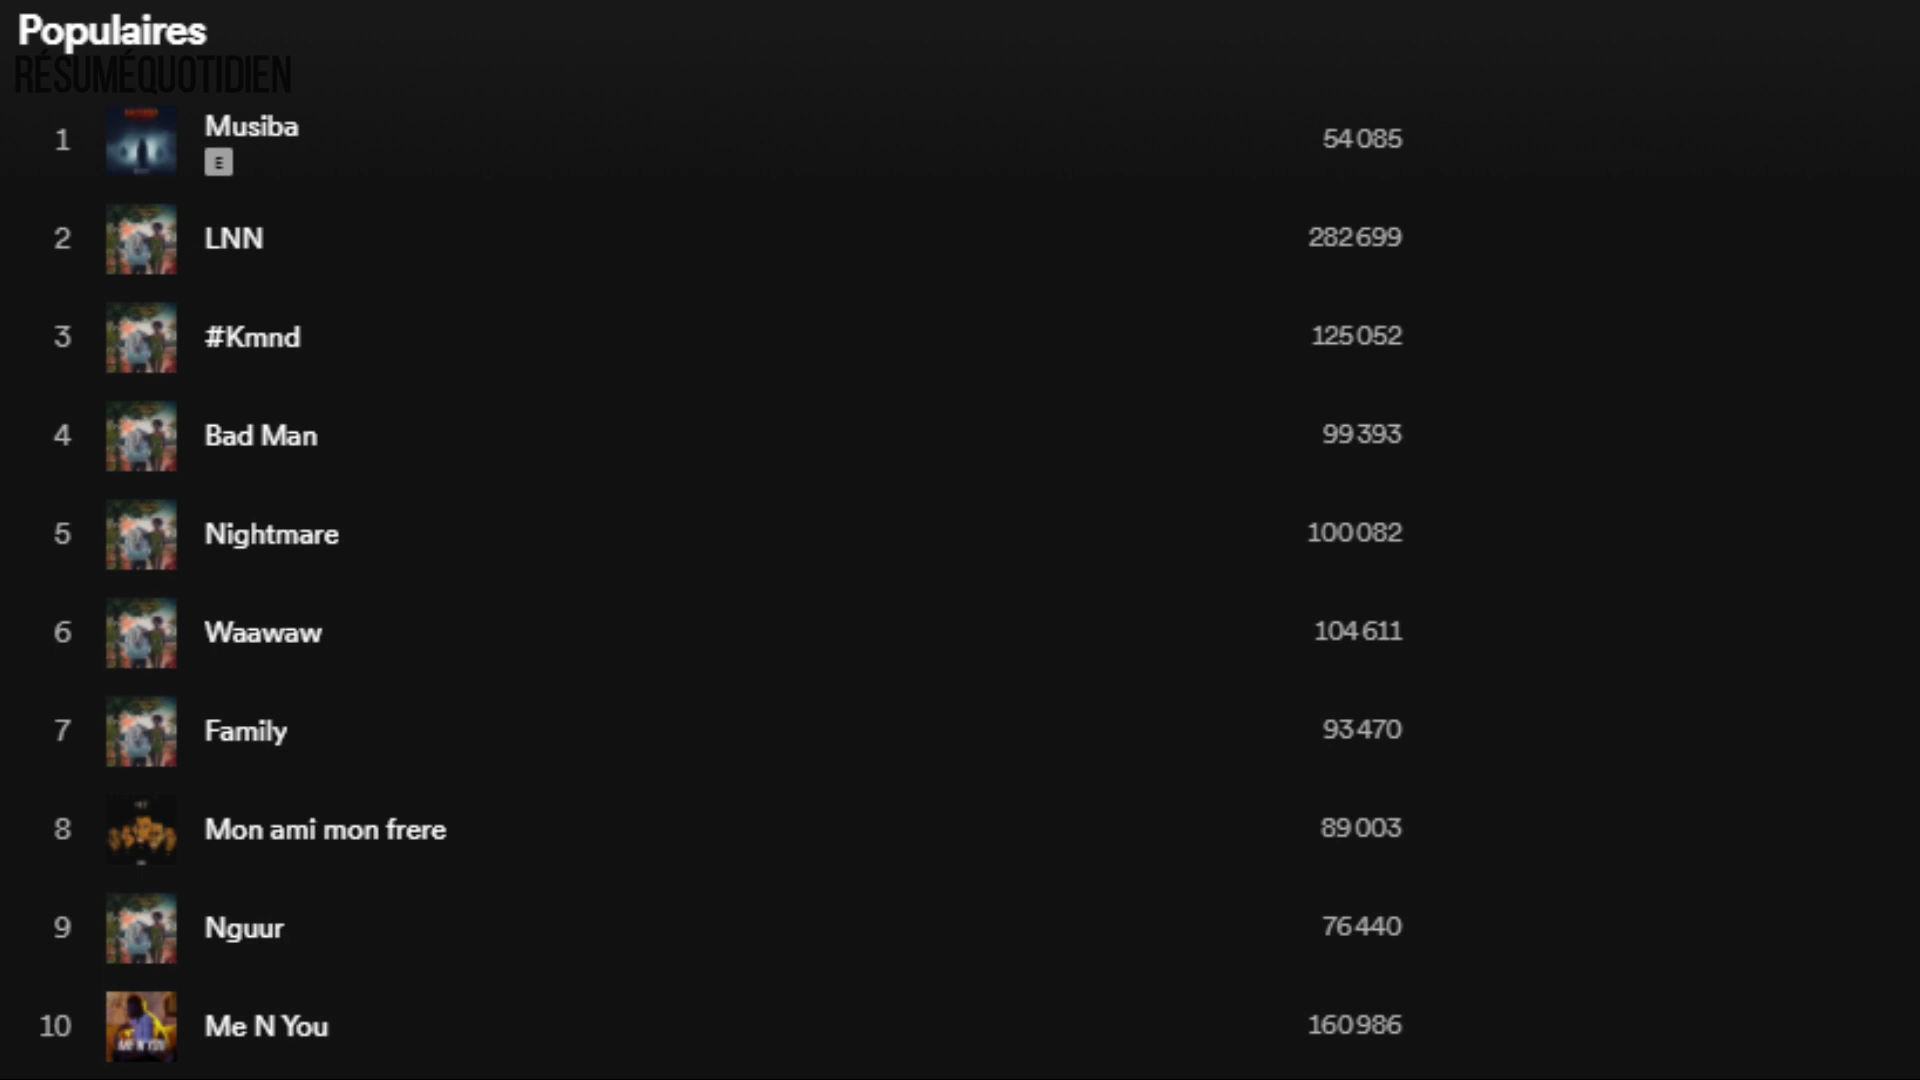 Populaires
RÉSUMÉQUOTIDIEN
1 Musiba 54 085
E
2 LNN 282 699
3 #Kmnd 125 052
4 Bad Man 99 393
5 Nightmare 100 082
6 Waawaw 104 611
7 Family 93 470
8 Mon ami mon frere 89 003
9 Nguur 76 440
10 Me N You 160 986
ME N YOU